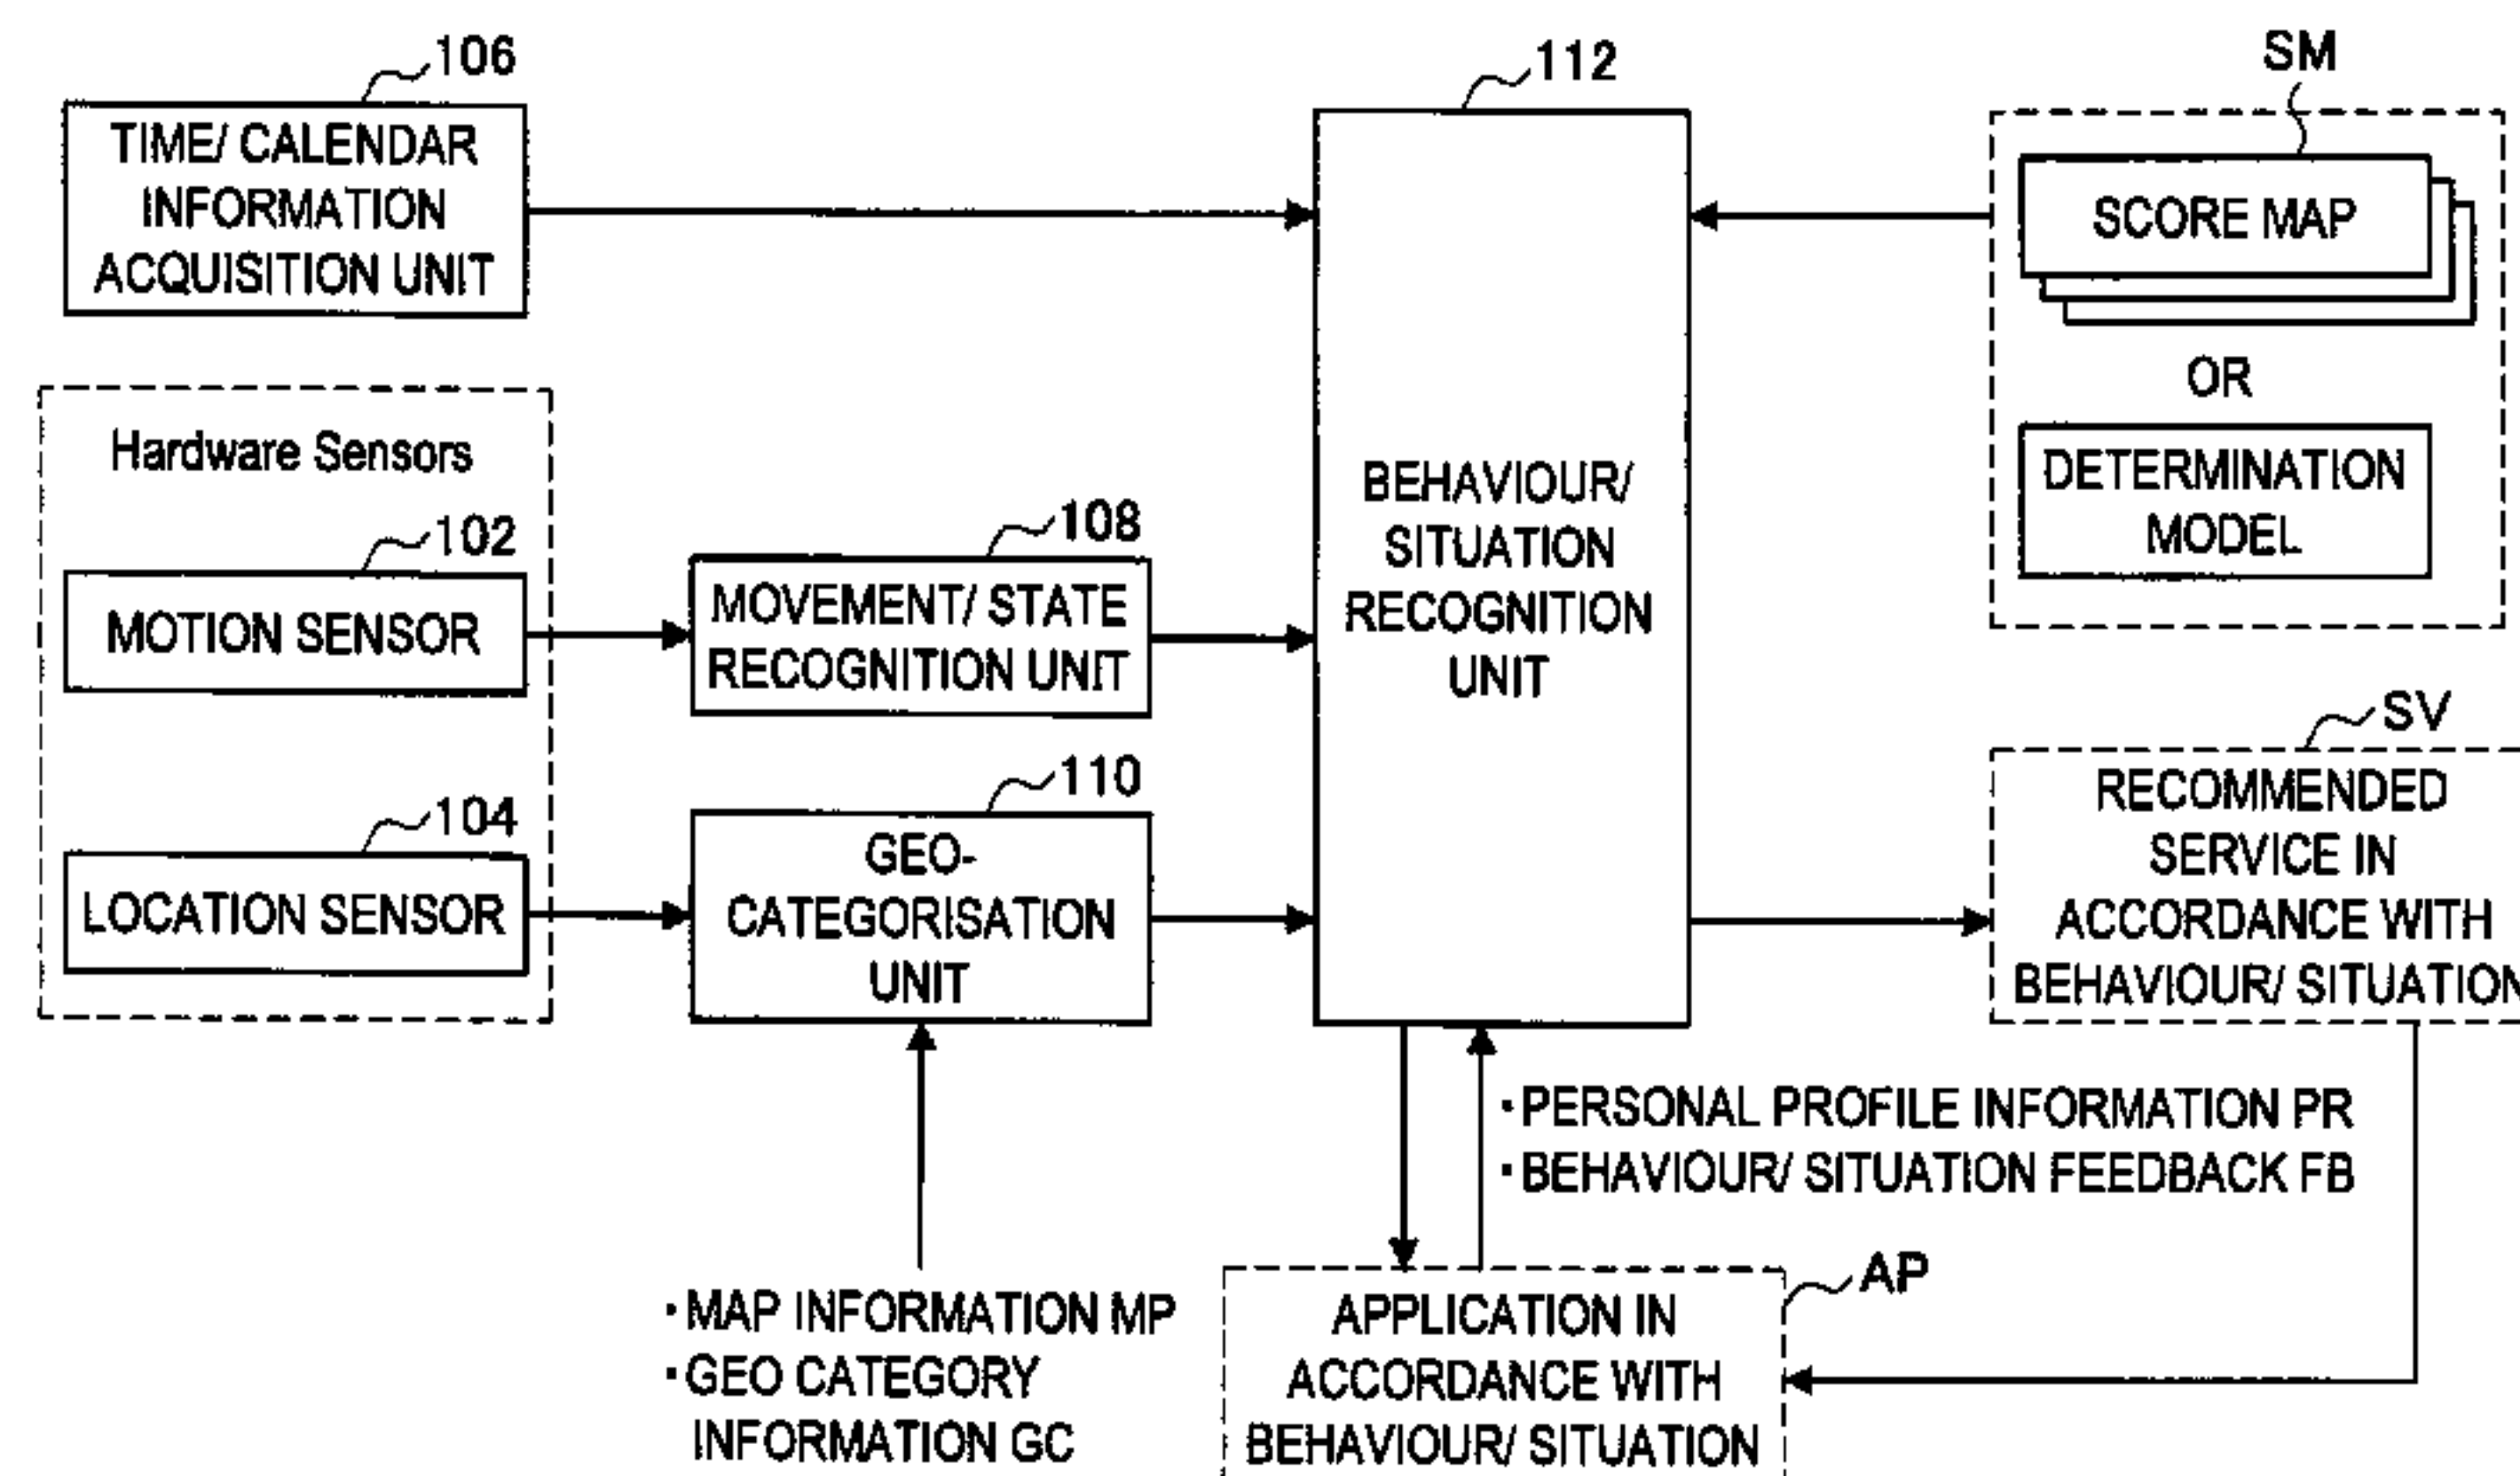 106
TIME/ CALENDAR
INFORMATION
ACQUISITION UNIT
Hardware Sensors
102
MOTION SENSOR
104
LOCATION SENSOR
108
MOVEMENT/ STATE
RECOGNITION UNIT
110
GEO-
CATEGORISATION
UNIT
・MAP INFORMATION MP
・GEO CATEGORY
INFORMATION GC
112
BEHAVIOUR/
SITUATION
RECOGNITION
UNIT
SM
SCORE MAP
OR
DETERMINATION
MODEL
SV
RECOMMENDED
SERVICE IN
ACCORDANCE WITH
BEHAVIOUR/ SITUATION
・PERSONAL PROFILE INFORMATION PR
・BEHAVIOUR/ SITUATION FEEDBACK FB
AP
APPLICATION IN
ACCORDANCE WITH
BEHAVIOUR/ SITUATION